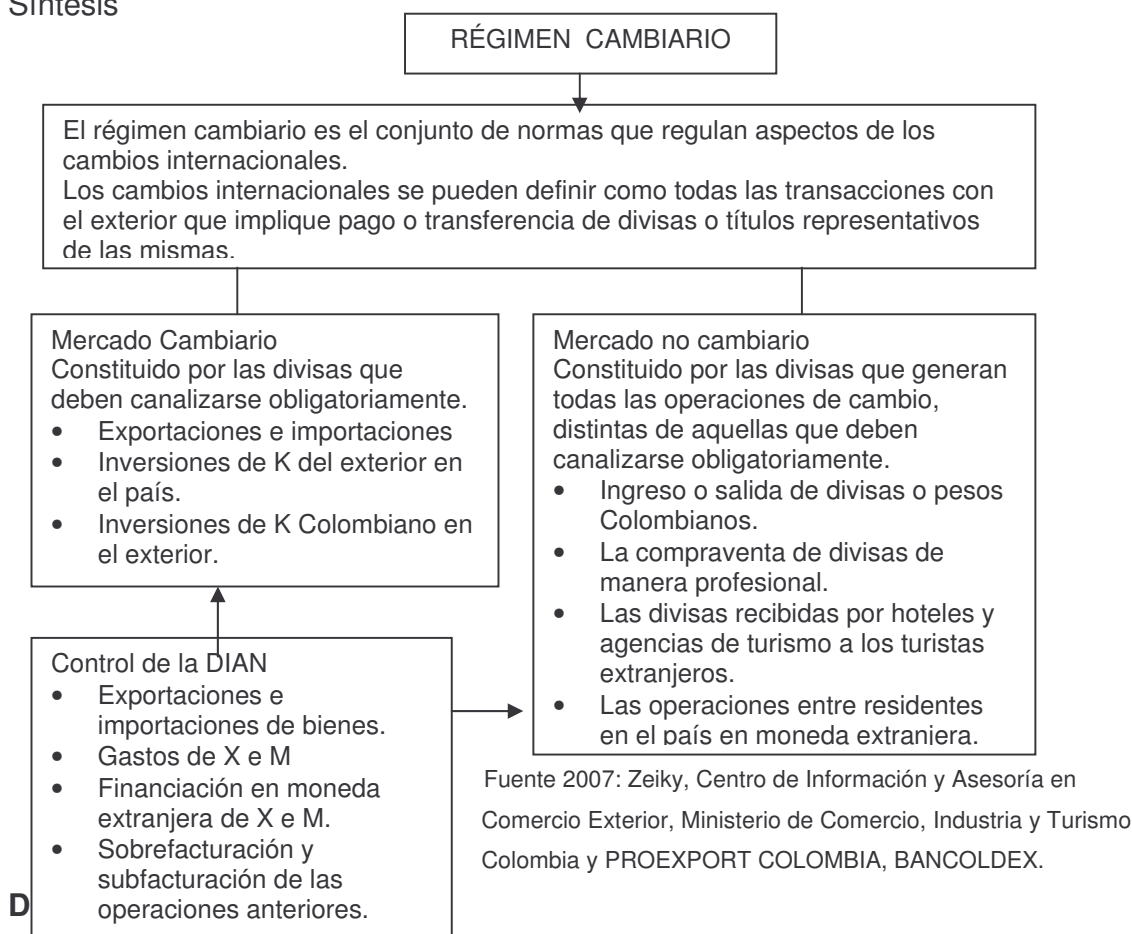 Síntesis
RÉGIMEN CAMBIARIO
El régimen cambiario es el conjunto de normas que regulan aspectos de los
cambios internacionales.
Los cambios internacionales se pueden definir como todas las transacciones con
el exterior que implique pago o transferencia de divisas o títulos representativos
de las mismas.
Mercado Cambiario
Constituido por las divisas que
deben canalizarse obligatoriamente.
• Exportaciones e importaciones
• Inversiones de K del exterior en
el país.
• Inversiones de K Colombiano en
el exterior.
Mercado no cambiario
Constituido por las divisas que generan
todas las operaciones de cambio,
distintas de aquellas que deben
canalizarse obligatoriamente.
• Ingreso o salida de divisas o pesos
Colombianos.
• La compraventa de divisas de
manera profesional.
• Las divisas recibidas por hoteles y
agencias de turismo a los turistas
extranjeros.
• Las operaciones entre residentes
en el país en moneda extranjera.
Control de la DIAN
• Exportaciones e
importaciones de bienes.
• Gastos de X e M
• Financiación en moneda
extranjera de X e M.
• Sobrefacturación y
subfacturación de las
operaciones anteriores.
Fuente 2007: Zeiky, Centro de Información y Asesoría en
Comercio Exterior, Ministerio de Comercio, Industria y Turismo
Colombia y PROEXPORT COLOMBIA, BANCOLDEX.
D